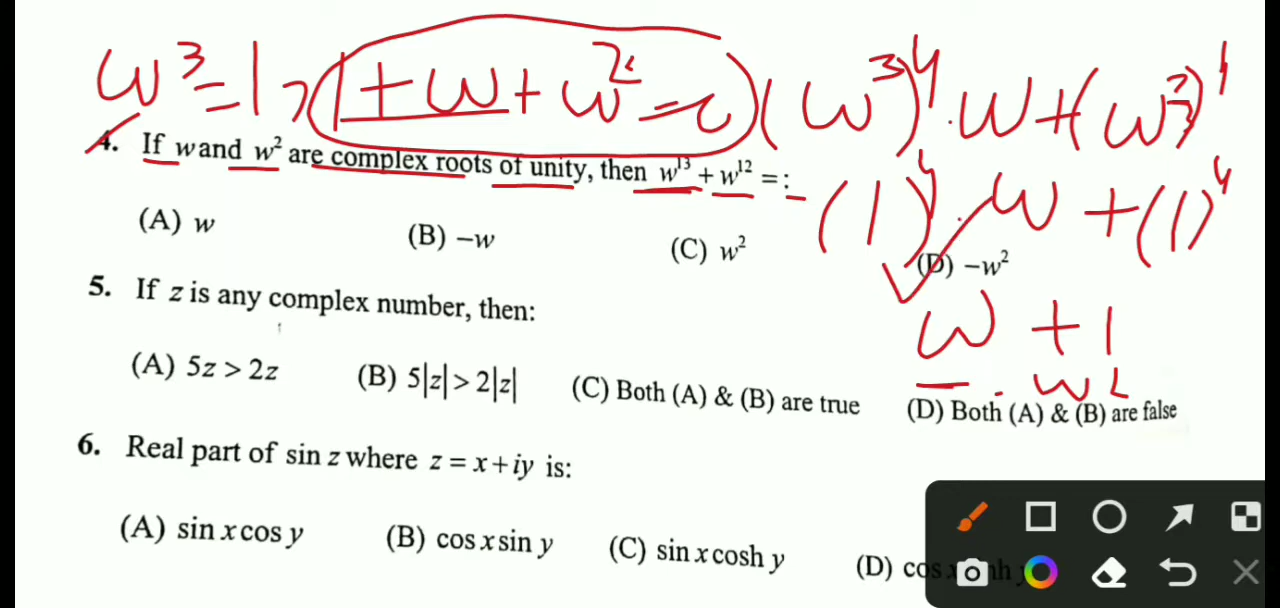 ω³=1, 1+ω+ω²=0 (ω³)⁴.ω+(ω³)⁴
4. If w and w² are complex roots of unity, then w¹³ + w¹² = :
(1)⁴.ω+(1)⁴
(A) w (B) −w (C) w² (D) −w²
5. If z is any complex number, then:
ω + 1
(A) 5z > 2z (B) 5|z| > 2|z| (C) Both (A) & (B) are true (D) Both (A) & (B) are false
6. Real part of sin z where z = x + iy is:
(A) sin x cos y (B) cos x sin y (C) sin x cosh y (D) cos